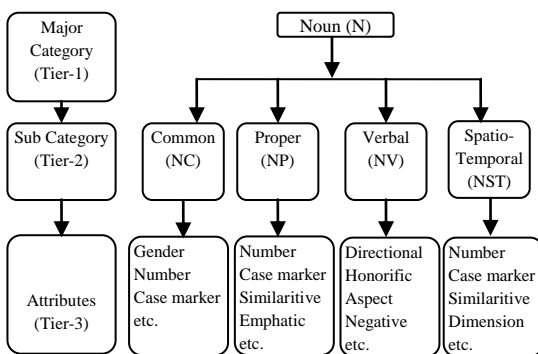 Major
Category
(Tier-1)
Noun (N)
Sub Category
(Tier-2)
Common
(NC)
Proper
(NP)
Verbal
(NV)
Spatio-
Temporal
(NST)
Attributes
(Tier-3)
Gender
Number
Case marker
etc.
Number
Case marker
Similaritive
Emphatic
etc.
Directional
Honorific
Aspect
Negative
etc.
Number
Case marker
Similaritive
Dimension
etc.